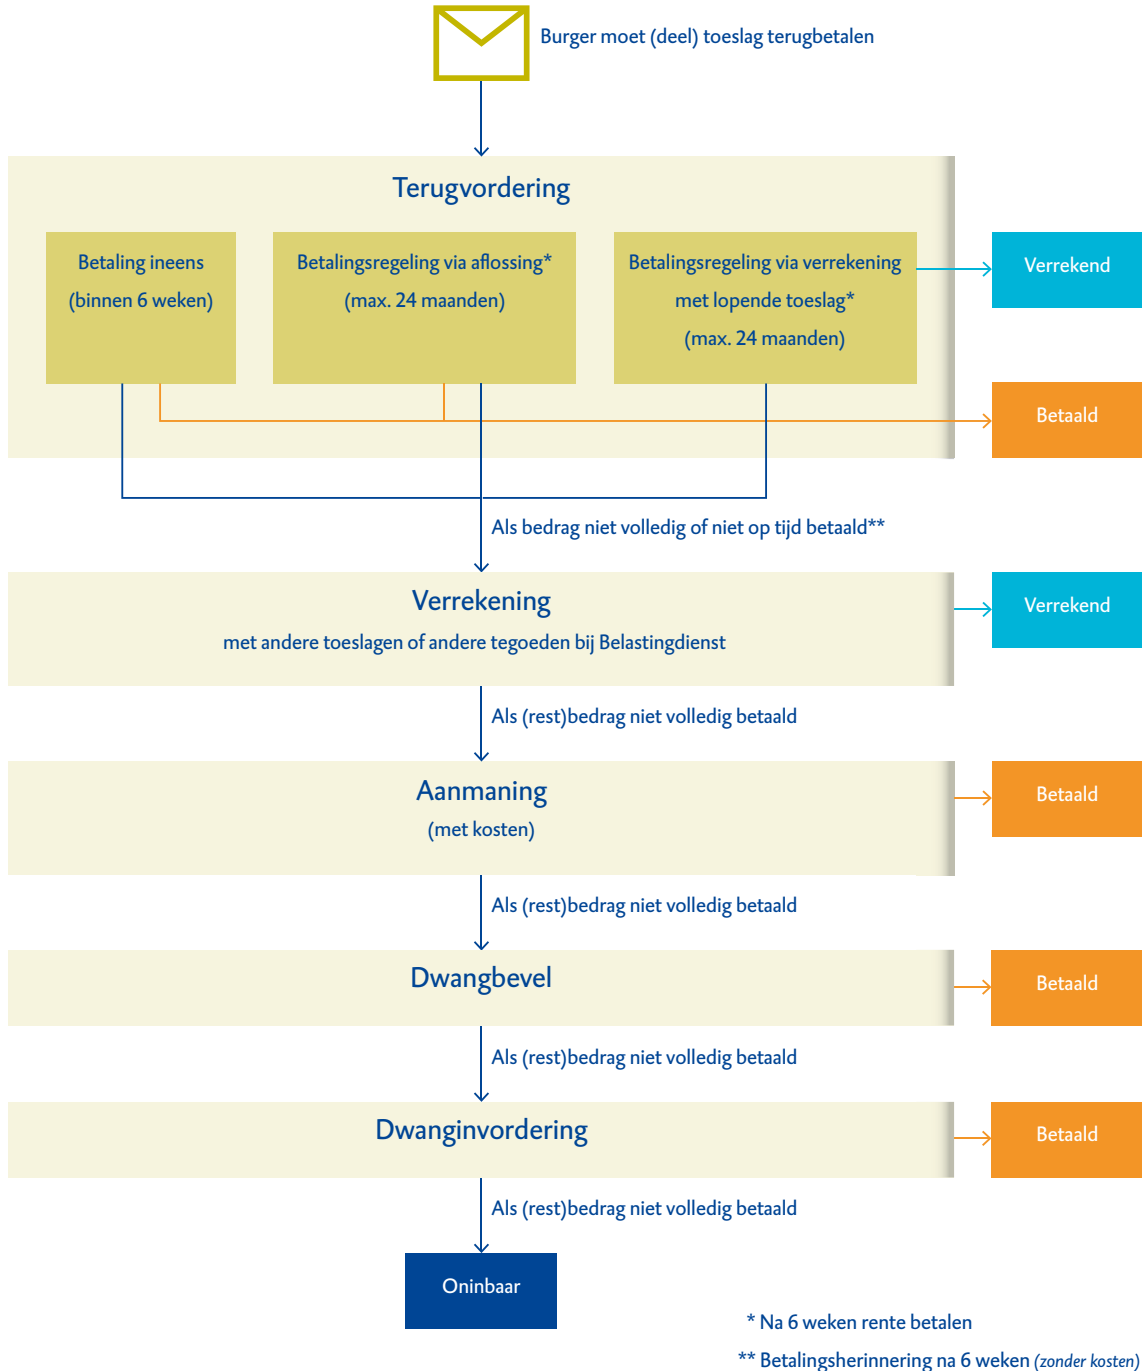 Burger moet (deel) toeslag terugbetalen
Terugvordering
Betaling ineens
(binnen 6 weken)
Betalingsregeling via aflossing*
(max. 24 maanden)
Betalingsregeling via verrekening
met lopende toeslag*
(max. 24 maanden)
Verrekend
Betaald
Als bedrag niet volledig of niet op tijd betaald**
Verrekening
met andere toeslagen of andere tegoeden bij Belastingdienst
Verrekend
Als (rest)bedrag niet volledig betaald
Aanmaning
(met kosten)
Betaald
Als (rest)bedrag niet volledig betaald
Dwangbevel
Betaald
Als (rest)bedrag niet volledig betaald
Dwanginvordering
Betaald
Als (rest)bedrag niet volledig betaald
Oninbaar
* Na 6 weken rente betalen
** Betalingsherinnering na 6 weken (zonder kosten)